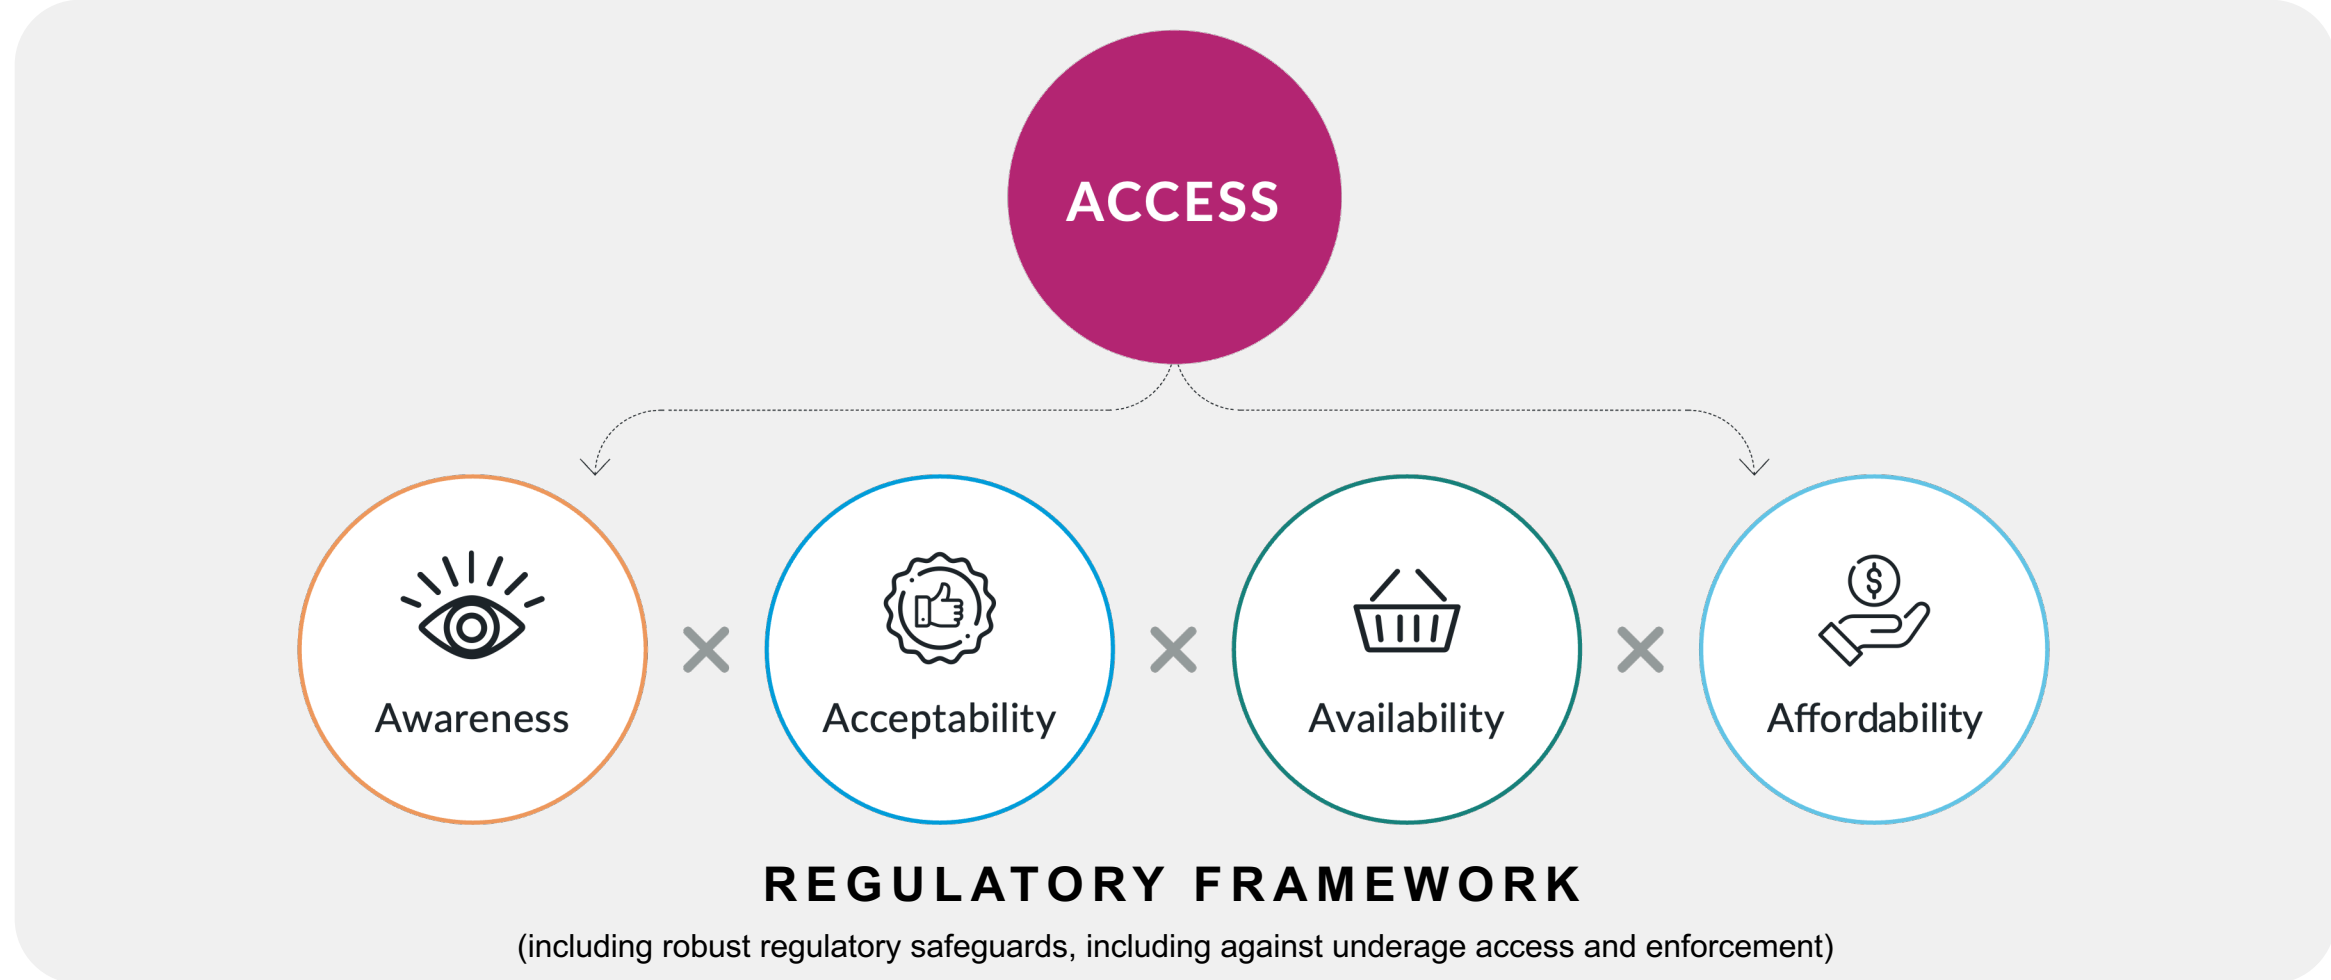 ACCESS
Awareness
Acceptability
Availability
Affordability
REGULATORY FRAMEWORK
(including robust regulatory safeguards, including against underage access and enforcement)